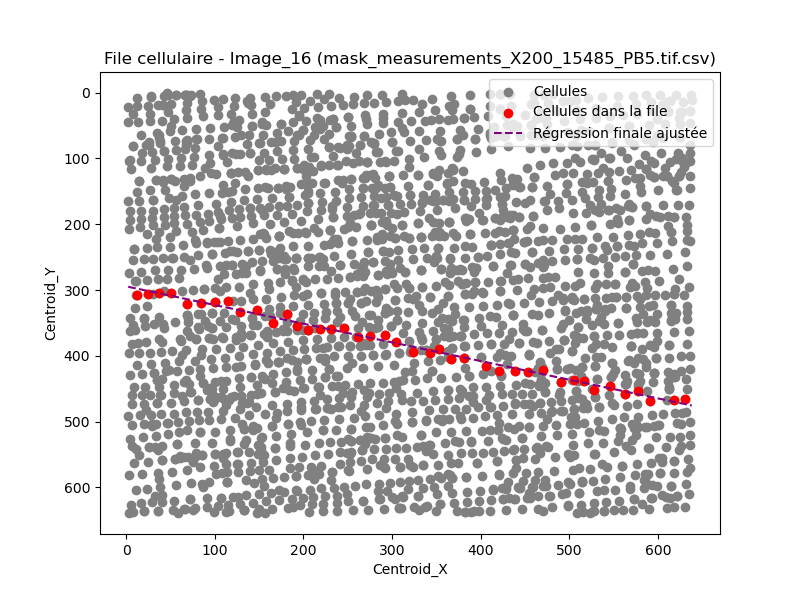 File cellulaire - Image_16 (mask_measurements_X200_15485_PB5.tif.csv)
Cellules
Cellules dans la file
Régression finale ajustée
0
100
200
300
400
500
600
Centroid_Y
0 100 200 300 400 500 600
Centroid_X